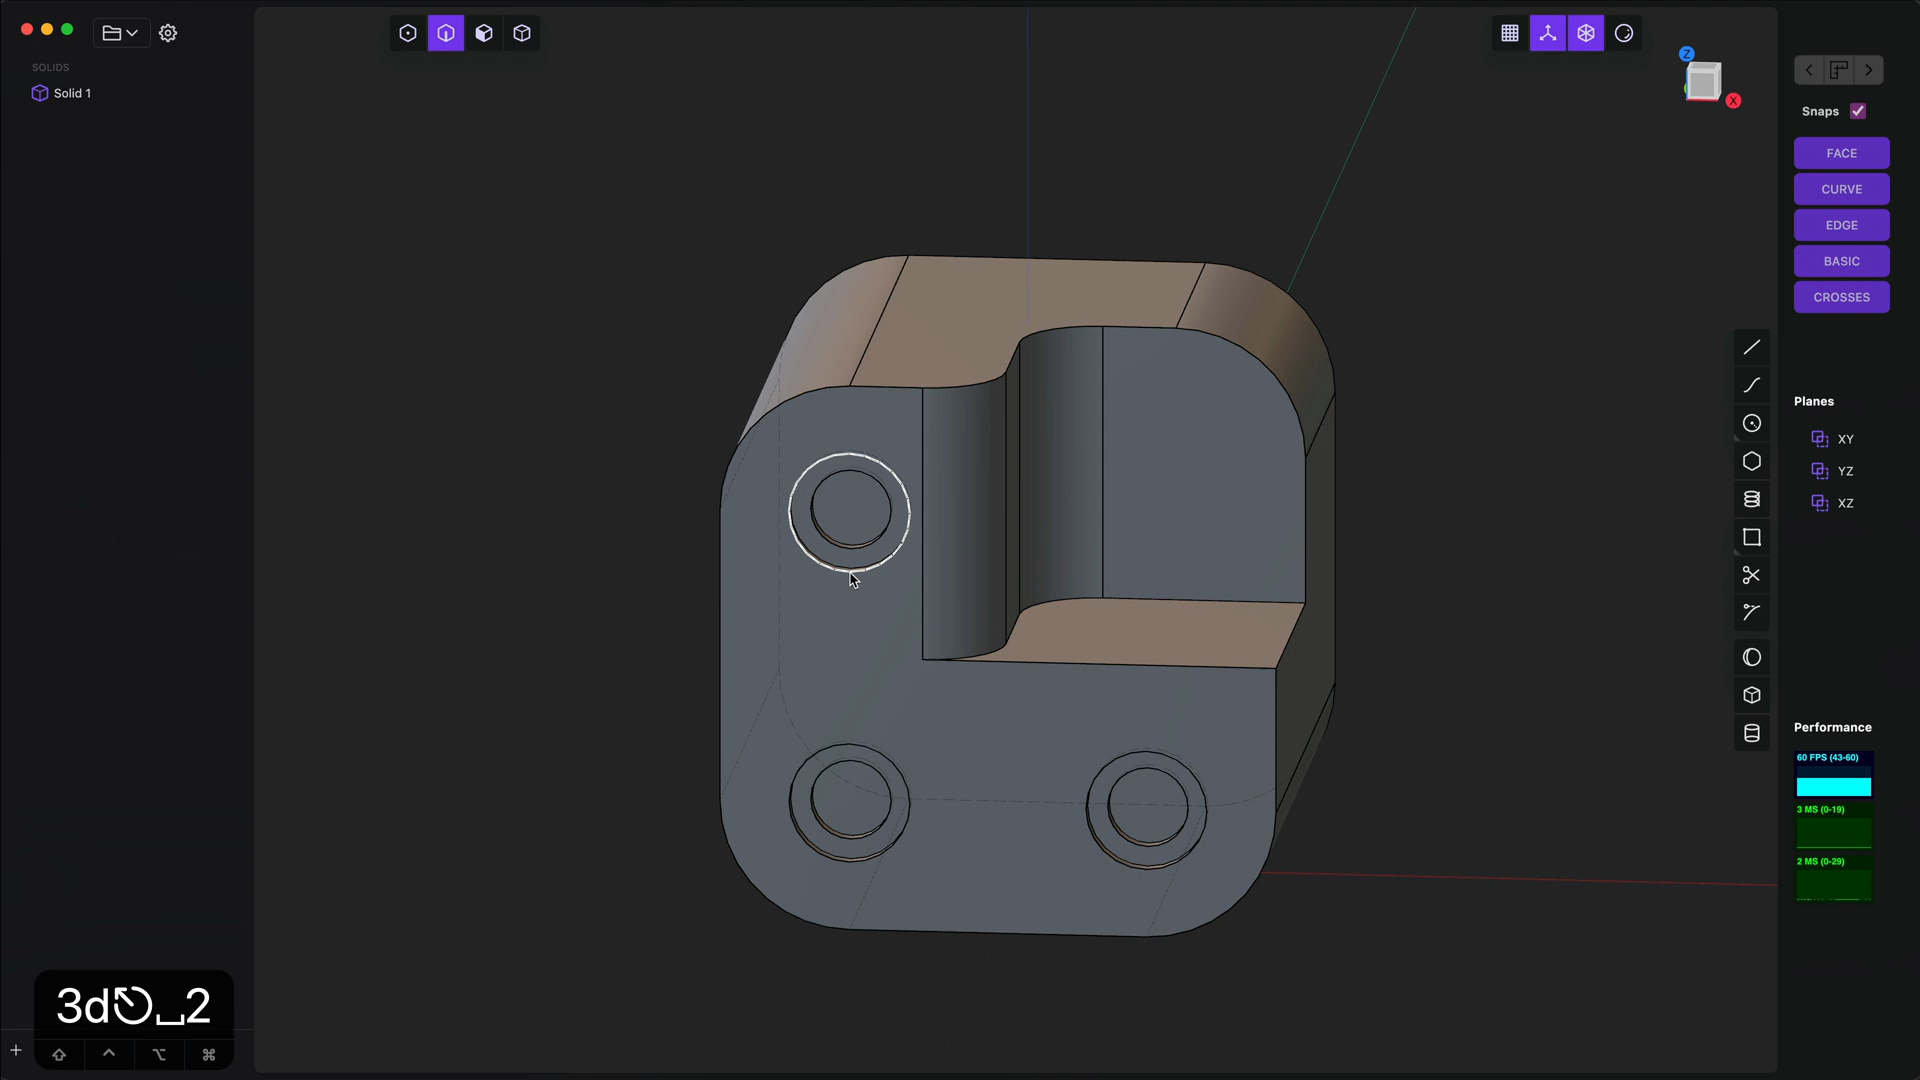 SOLIDS
Solid 1
Z
X
Snaps
FACE
CURVE
EDGE
BASIC
CROSSES
Planes
XY
YZ
XZ
Performance
60 FPS (43-60)
3 MS (0-19)
2 MS (0-29)
3d⎋␣2